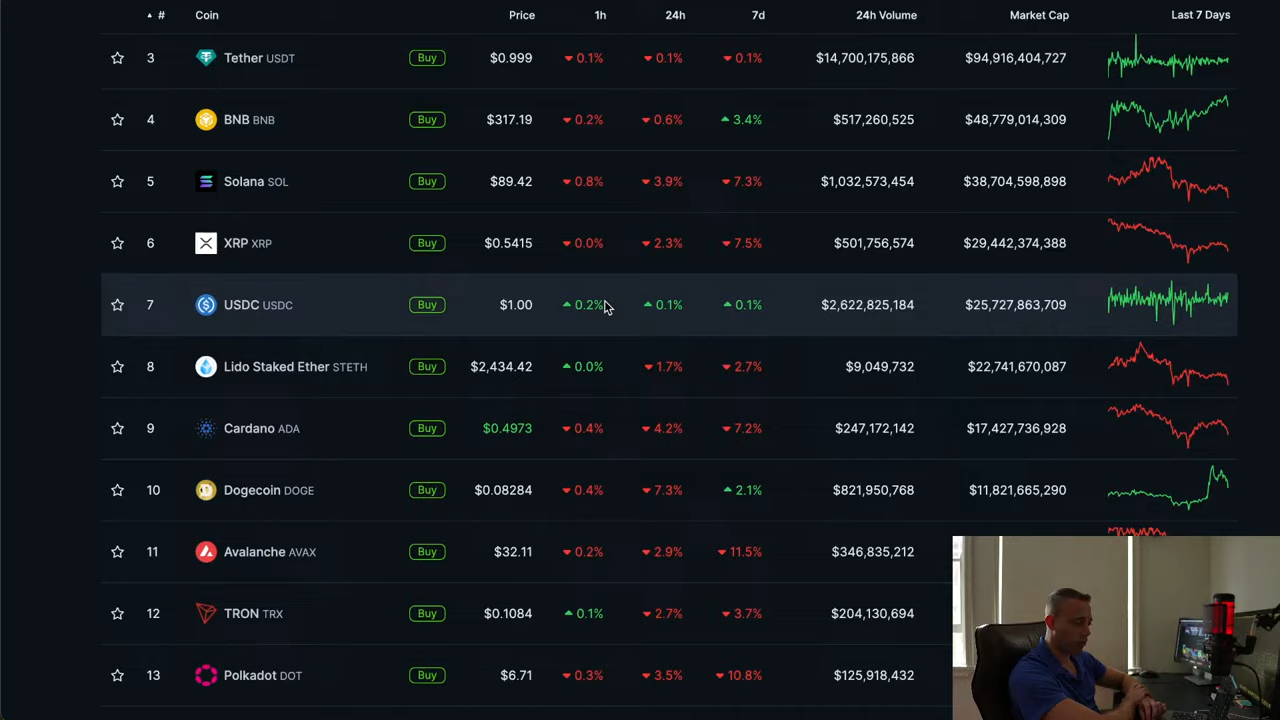 # Coin Price 1h 24h 7d 24h Volume Market Cap Last 7 Days
3 Tether USDT Buy $0.999 0.1% 0.1% 0.1% $14,700,175,866 $94,916,404,727
4 BNB BNB Buy $317.19 0.2% 0.6% 3.4% $517,260,525 $48,779,014,309
5 Solana SOL Buy $89.42 0.8% 3.9% 7.3% $1,032,573,454 $38,704,598,898
6 XRP XRP Buy $0.5415 0.0% 2.3% 7.5% $501,756,574 $29,442,374,388
7 USDC USDC Buy $1.00 0.2% 0.1% 0.1% $2,622,825,184 $25,727,863,709
8 Lido Staked Ether STETH Buy $2,434.42 0.0% 1.7% 2.7% $9,049,732 $22,741,670,087
9 Cardano ADA Buy $0.4973 0.4% 4.2% 7.2% $247,172,142 $17,427,736,928
10 Dogecoin DOGE Buy $0.08284 0.4% 7.3% 2.1% $821,950,768 $11,821,665,290
11 Avalanche AVAX Buy $32.11 0.2% 2.9% 11.5% $346,835,212
12 TRON TRX Buy $0.1084 0.1% 2.7% 3.7% $204,130,694
13 Polkadot DOT Buy $6.71 0.3% 3.5% 10.8% $125,918,432